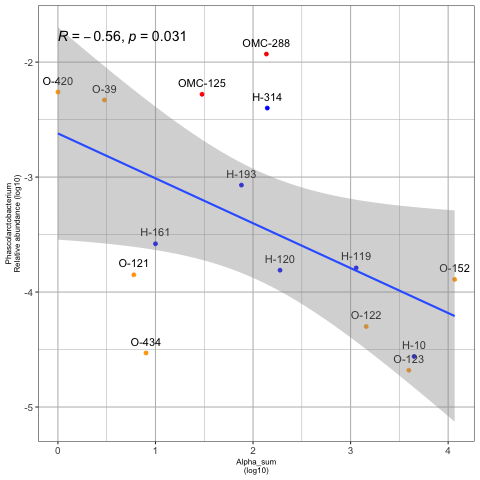 R = −0.56, p = 0.031
OMC-288
O-420
O-39
OMC-125
H-314
H-193
H-161
O-121
H-120
H-119
O-152
O-122
O-434
H-10
O-123
-2
-3
-4
-5
0 1 2 3 4
Phascolarctobacterium
Relative abundance (log10)
Alpha_sum
(log10)